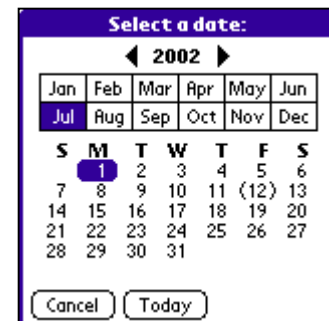 Select a date:
2002
Jan Feb Mar Apr May Jun
Jul Aug Sep Oct Nov Dec
S M T W T F S
1 2 3 4 5 6
7 8 9 10 11 (12) 13
14 15 16 17 18 19 20
21 22 23 24 25 26 27
28 29 30 31
Cancel Today